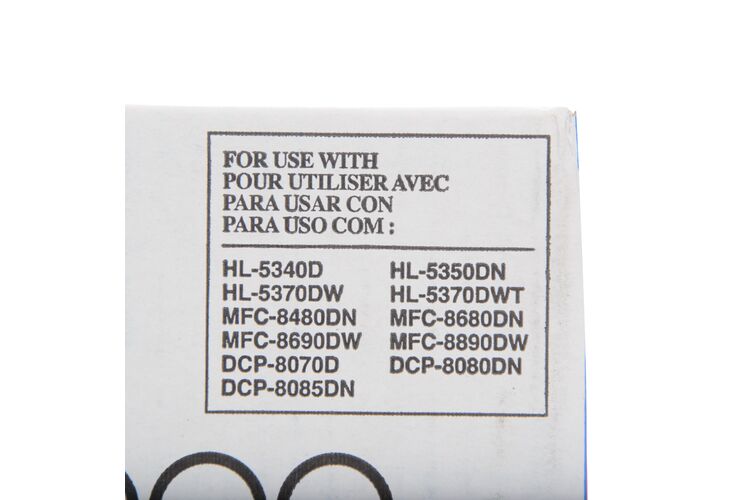 FOR USE WITH
POUR UTILISER AVEC
PARA USAR CON
PARA USO COM :
HL-5340D HL-5350DN
HL-5370DW HL-5370DWT
MFC-8480DN MFC-8680DN
MFC-8690DW MFC-8890DW
DCP-8070D DCP-8080DN
DCP-8085DN